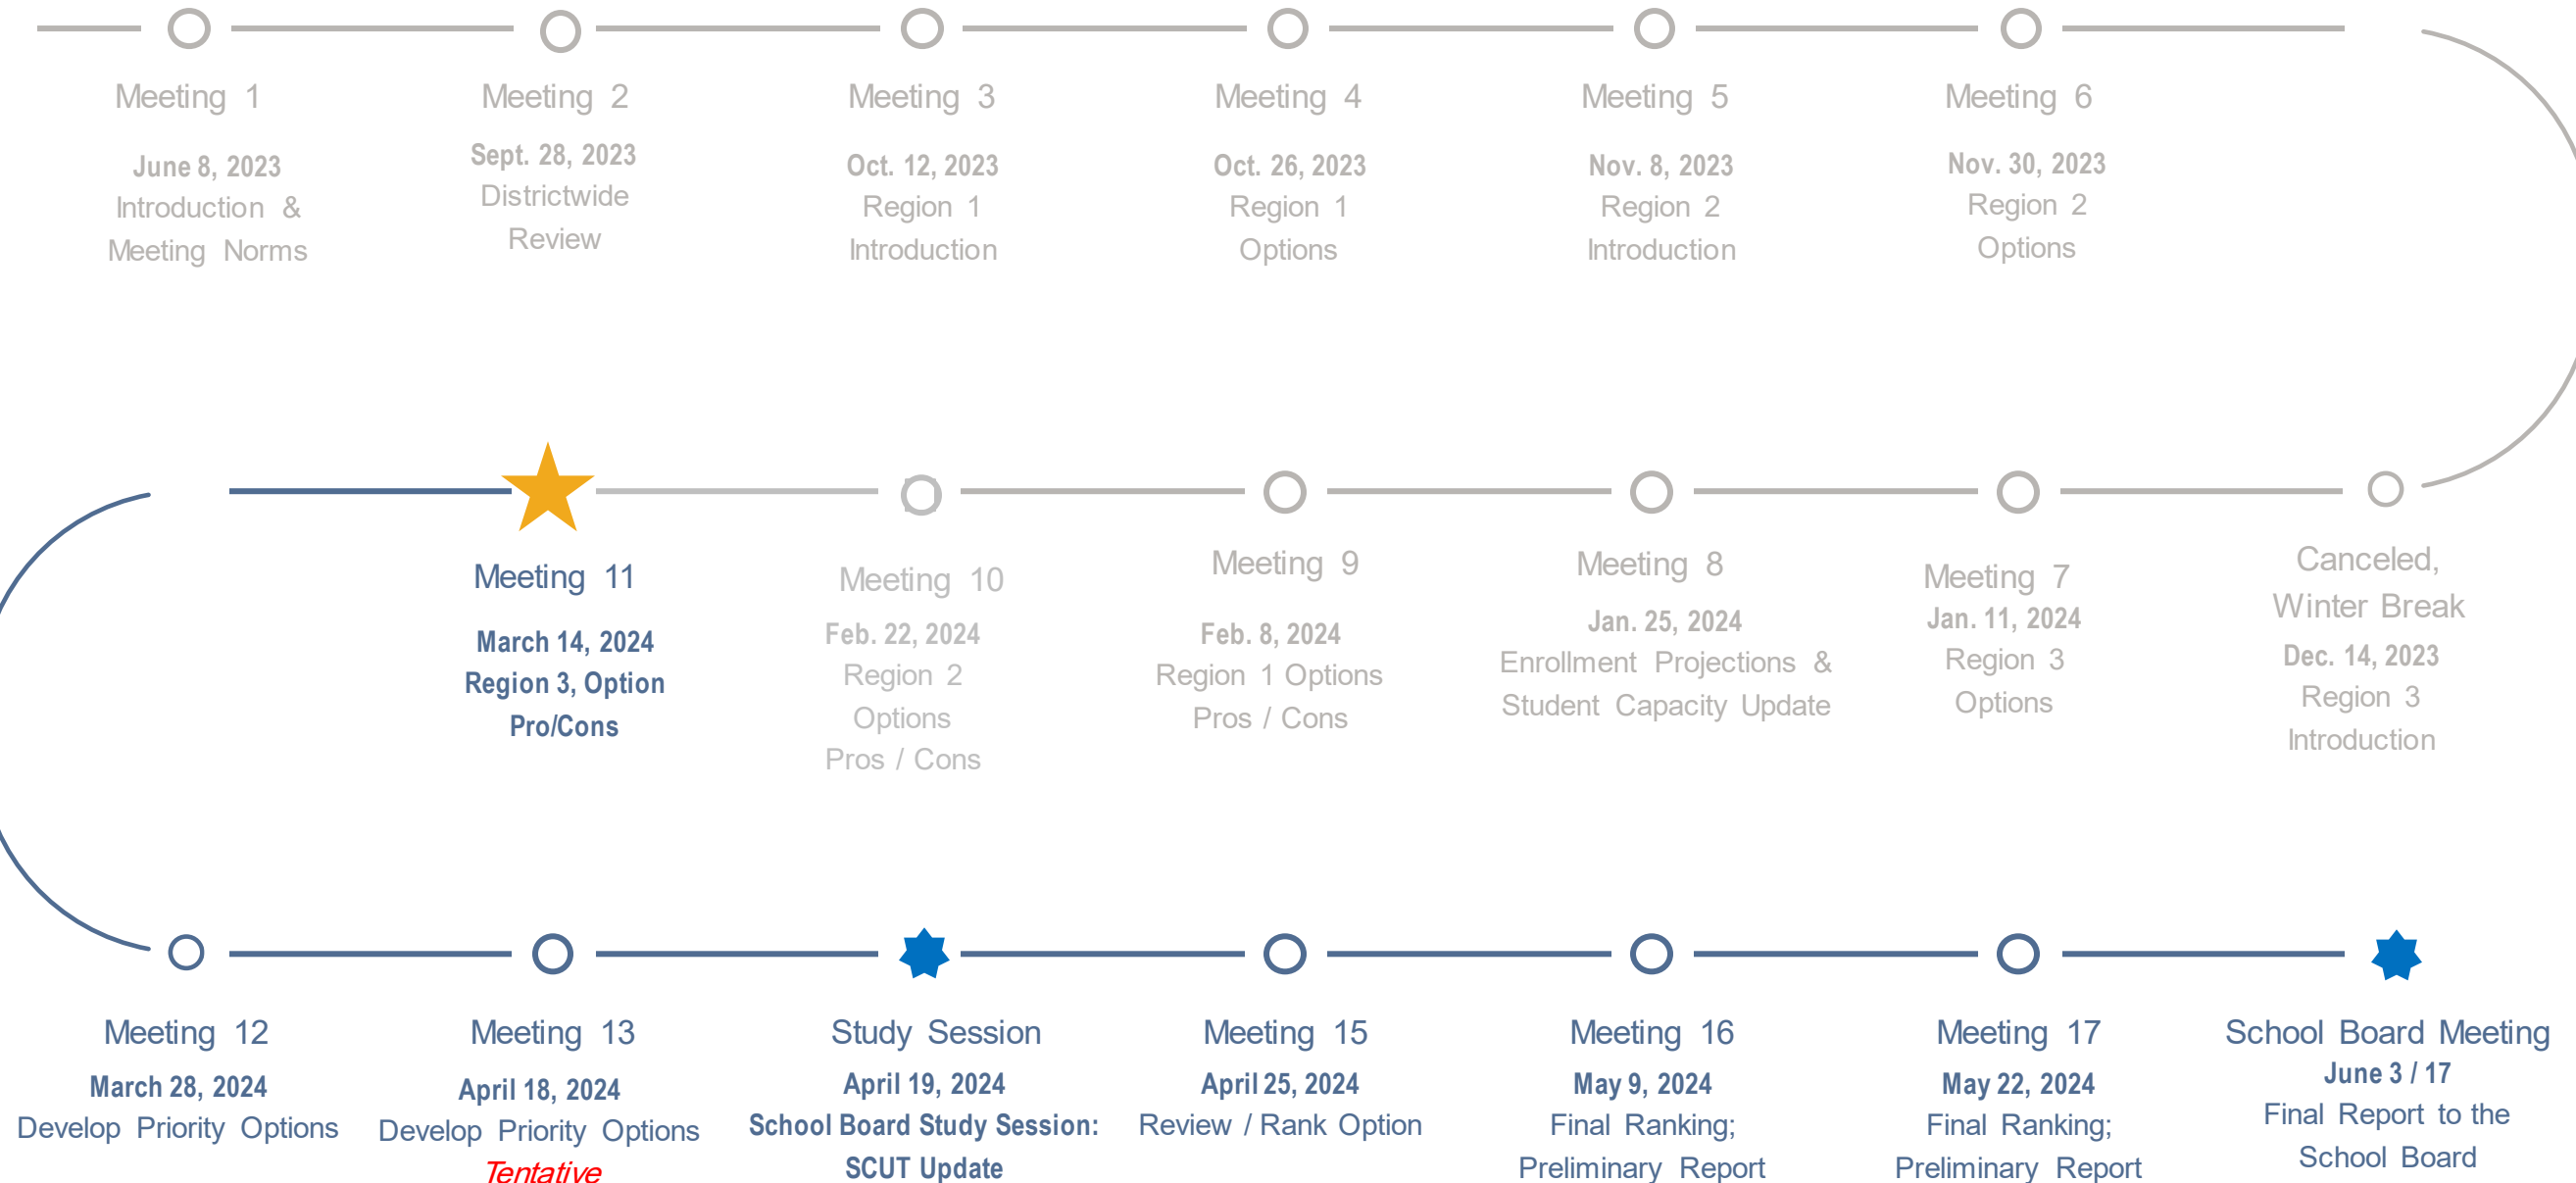 Meeting 1
June 8, 2023
Introduction &
Meeting Norms
Meeting 2
Sept. 28, 2023
Districtwide
Review
Meeting 3
Oct. 12, 2023
Region 1
Introduction
Meeting 4
Oct. 26, 2023
Region 1
Options
Meeting 5
Nov. 8, 2023
Region 2
Introduction
Meeting 6
Nov. 30, 2023
Region 2
Options
Meeting 11
March 14, 2024
Region 3, Option
Pro/Cons
Meeting 10
Feb. 22, 2024
Region 2
Options
Pros / Cons
Meeting 9
Feb. 8, 2024
Region 1 Options
Pros / Cons
Meeting 8
Jan. 25, 2024
Enrollment Projections &
Student Capacity Update
Meeting 7
Jan. 11, 2024
Region 3
Options
Canceled,
Winter Break
Dec. 14, 2023
Region 3
Introduction
Meeting 12
March 28, 2024
Develop Priority Options
Meeting 13
April 18, 2024
Develop Priority Options
Tentative
Study Session
April 19, 2024
School Board Study Session:
SCUT Update
Meeting 15
April 25, 2024
Review / Rank Option
Meeting 16
May 9, 2024
Final Ranking;
Preliminary Report
Meeting 17
May 22, 2024
Final Ranking;
Preliminary Report
School Board Meeting
June 3 / 17
Final Report to the
School Board